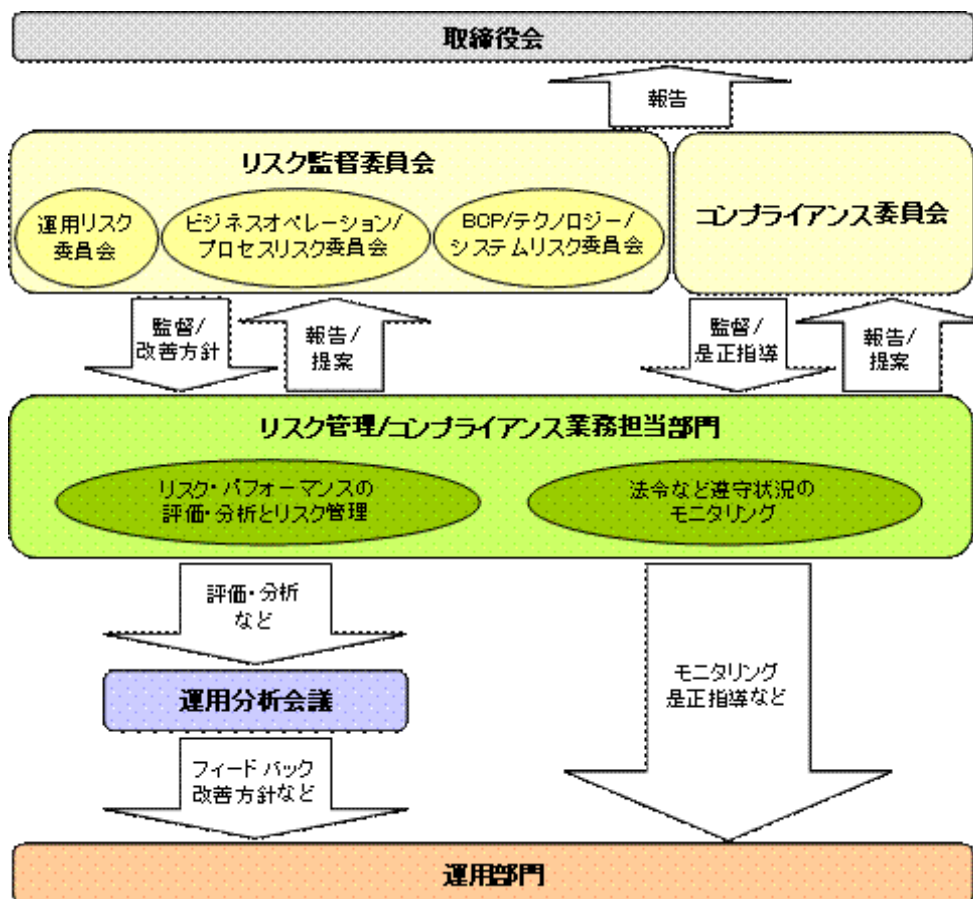 取締役会
報告
リスク監督委員会
運用リスク
委員会
ビジネスオペレーション/
プロセスリスク委員会
BCP/テクノロジー/
システムリスク委員会
コンプライアンス委員会
監督/
改善方針
報告/
提案
監督/
是正指導
報告/
提案
リスク管理/コンプライアンス業務担当部門
リスク・パフォーマンスの
評価・分析とリスク管理
法令など遵守状況の
モニタリング
評価・分析
など
運用分析会議
モニタリング
是正指導など
フィードバック
改善方針など
運用部門